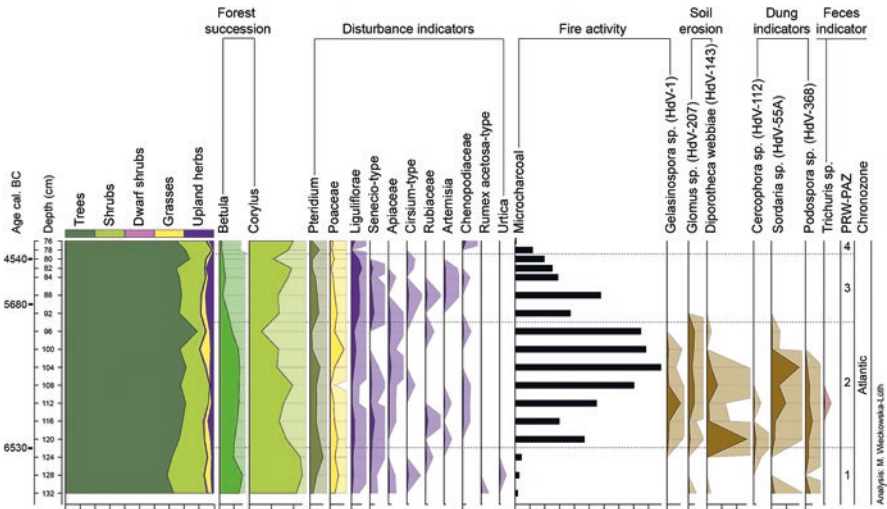 Forest succession
Disturbance indicators
Fire activity
Soil erosion
Dung indicators
Feces indicator
Age cal. BC
Depth (cm)
Trees
Shrubs
Dwarf shrubs
Grasses
Upland herbs
Betula
Corylus
Pteridium
Poaceae
Liguliflorae
Senecio-type
Apiaceae
Cirsium-type
Rubiaceae
Artemisia
Chenopodiaceae
Rumex acetosa-type
Urtica
Microcharcoal
Gelasinospora sp. (HdV-1)
Glomus sp. (HdV-207)
Diporotheca webbiae (HdV-143)
Cercophora sp. (HdV-112)
Sordaria sp. (HdV-55A)
Podospora sp. (HdV-368)
Trichuris sp.
PRW-PAZ
Chronozone
4540
5680
6530
76
78
80
82
84
88
92
96
100
104
108
112
116
120
124
128
132
4
3
2
1
Atlantic
Analysis: M. Wieckowska-Lüth